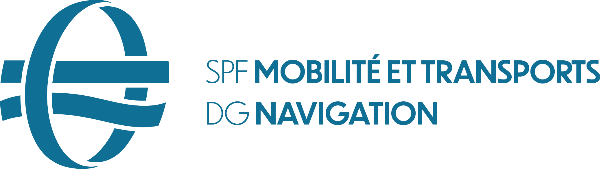 SPF MOBILITÉ ET TRANSPORTS
DG NAVIGATION